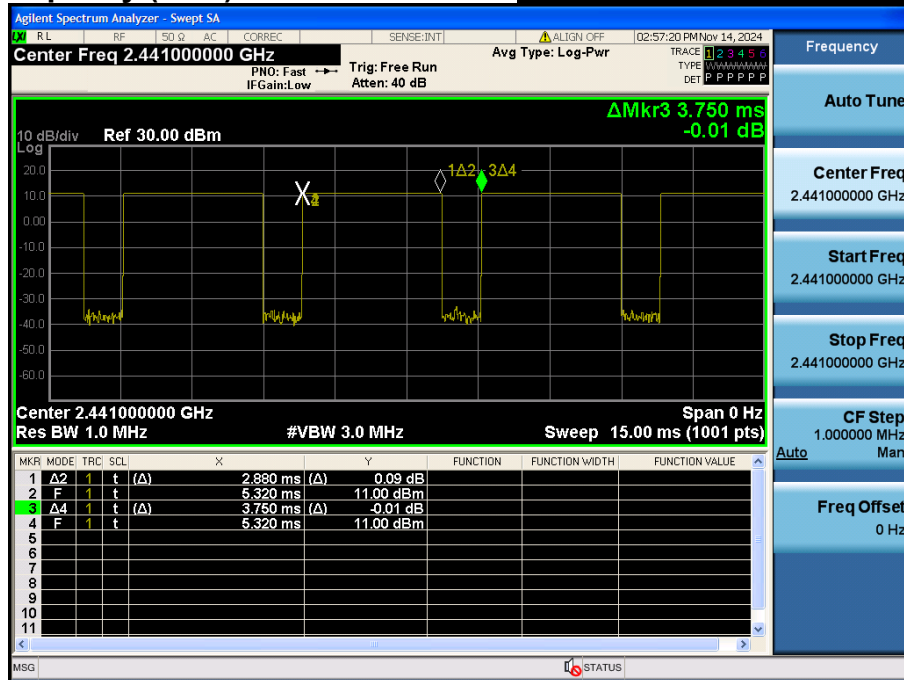 Agilent Spectrum Analyzer - Swept SA
LXI RL RF 50 Ω AC CORREC SENSE:INT ALIGN OFF 02:57:20 PM Nov 14, 2024
Center Freq 2.441000000 GHz
PNO: Fast
IFGain:Low
Trig: Free Run
Atten: 40 dB
Avg Type: Log-Pwr
TRACE 1 2 3 4 5 6
TYPE WWWWWW
DET P P P P P P
Frequency
Auto Tune
Center Freq
2.441000000 GHz
Start Freq
2.441000000 GHz
Stop Freq
2.441000000 GHz
CF Step
1.000000 MHz
Auto Man
Freq Offset
0 Hz
ΔMkr3 3.750 ms
-0.01 dB
10 dB/div Ref 30.00 dBm
Log
20.0
10.0
0.00
-10.0
-20.0
-30.0
-40.0
-50.0
-60.0
1Δ2 3Δ4
Center 2.441000000 GHz Span 0 Hz
Res BW 1.0 MHz #VBW 3.0 MHz Sweep 15.00 ms (1001 pts)
MKR MODE TRC SCL X Y FUNCTION FUNCTION WIDTH FUNCTION VALUE
1 Δ2 1 t (Δ) 2.880 ms (Δ) 0.09 dB
2 F 1 t 5.320 ms 11.00 dBm
3 Δ4 1 t (Δ) 3.750 ms (Δ) -0.01 dB
4 F 1 t 5.320 ms 11.00 dBm
5
6
7
8
9
10
11
MSG STATUS